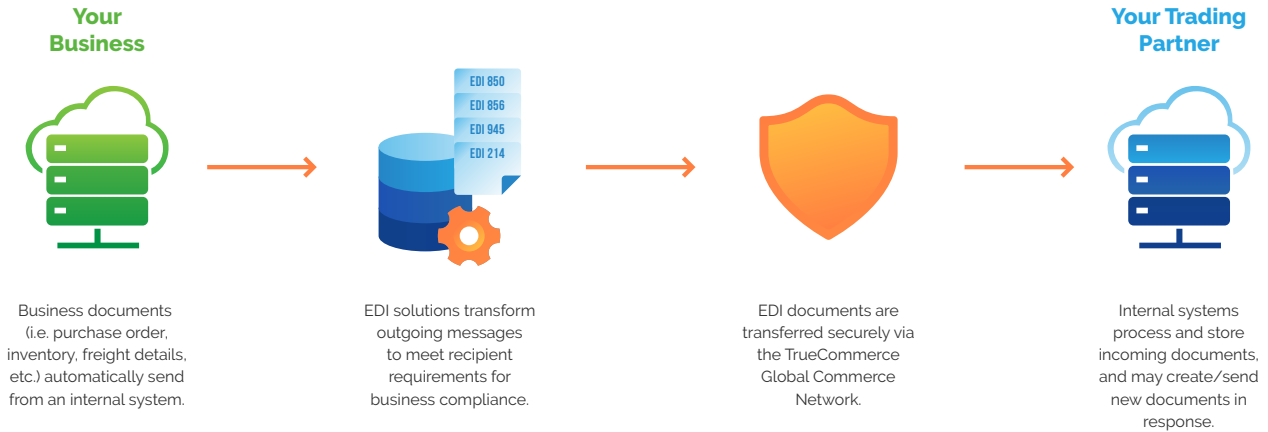 Your
Business
Your Trading
Partner
EDI 850
EDI 856
EDI 945
EDI 214
Business documents
(i.e. purchase order,
inventory, freight details,
etc.) automatically send
from an internal system.
EDI solutions transform
outgoing messages
to meet recipient
requirements for
business compliance.
EDI documents are
transferred securely via
the TrueCommerce
Global Commerce
Network.
Internal systems
process and store
incoming documents,
and may create/send
new documents in
response.